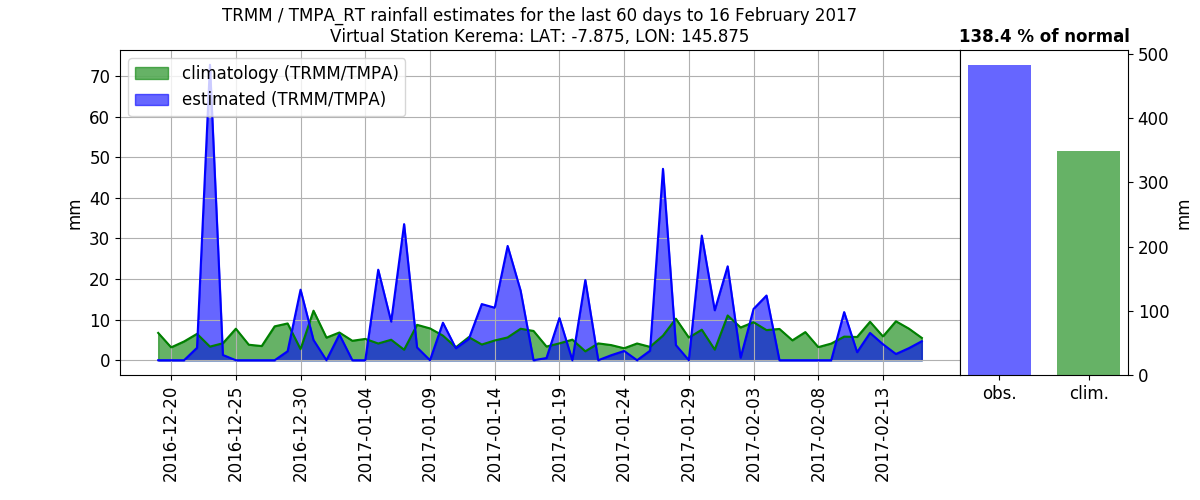 TRMM / TMPA_RT rainfall estimates for the last 60 days to 16 February 2017
Virtual Station Kerema: LAT: -7.875, LON: 145.875
138.4 % of normal
climatology (TRMM/TMPA)
estimated (TRMM/TMPA)
70
60
50
40
30
20
10
0
mm
2016-12-20
2016-12-25
2016-12-30
2017-01-04
2017-01-09
2017-01-14
2017-01-19
2017-01-24
2017-01-29
2017-02-03
2017-02-08
2017-02-13
500
400
300
200
100
0
mm
obs.
clim.